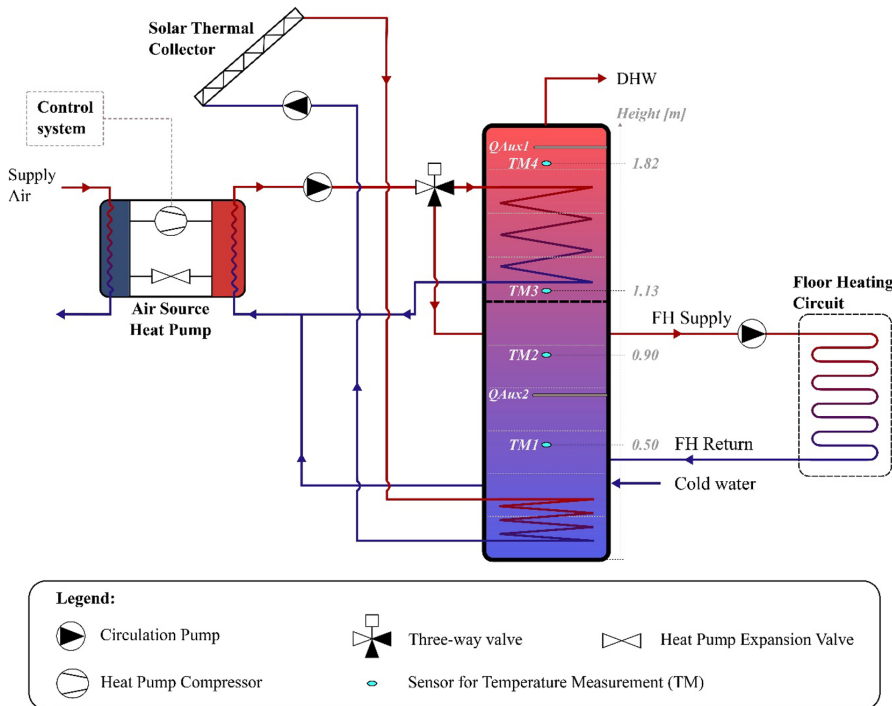 Solar Thermal
Collector
DHW
Height [m]
Control
system
QAux1
TM4
1.82
Supply
Air
TM3
1.13
Floor Heating
Circuit
Air Source
Heat Pump
FH Supply
TM2
0.90
QAux2
TM1
0.50
FH Return
Cold water
Legend:
Circulation Pump
Three-way valve
Heat Pump Expansion Valve
Heat Pump Compressor
Sensor for Temperature Measurement (TM)